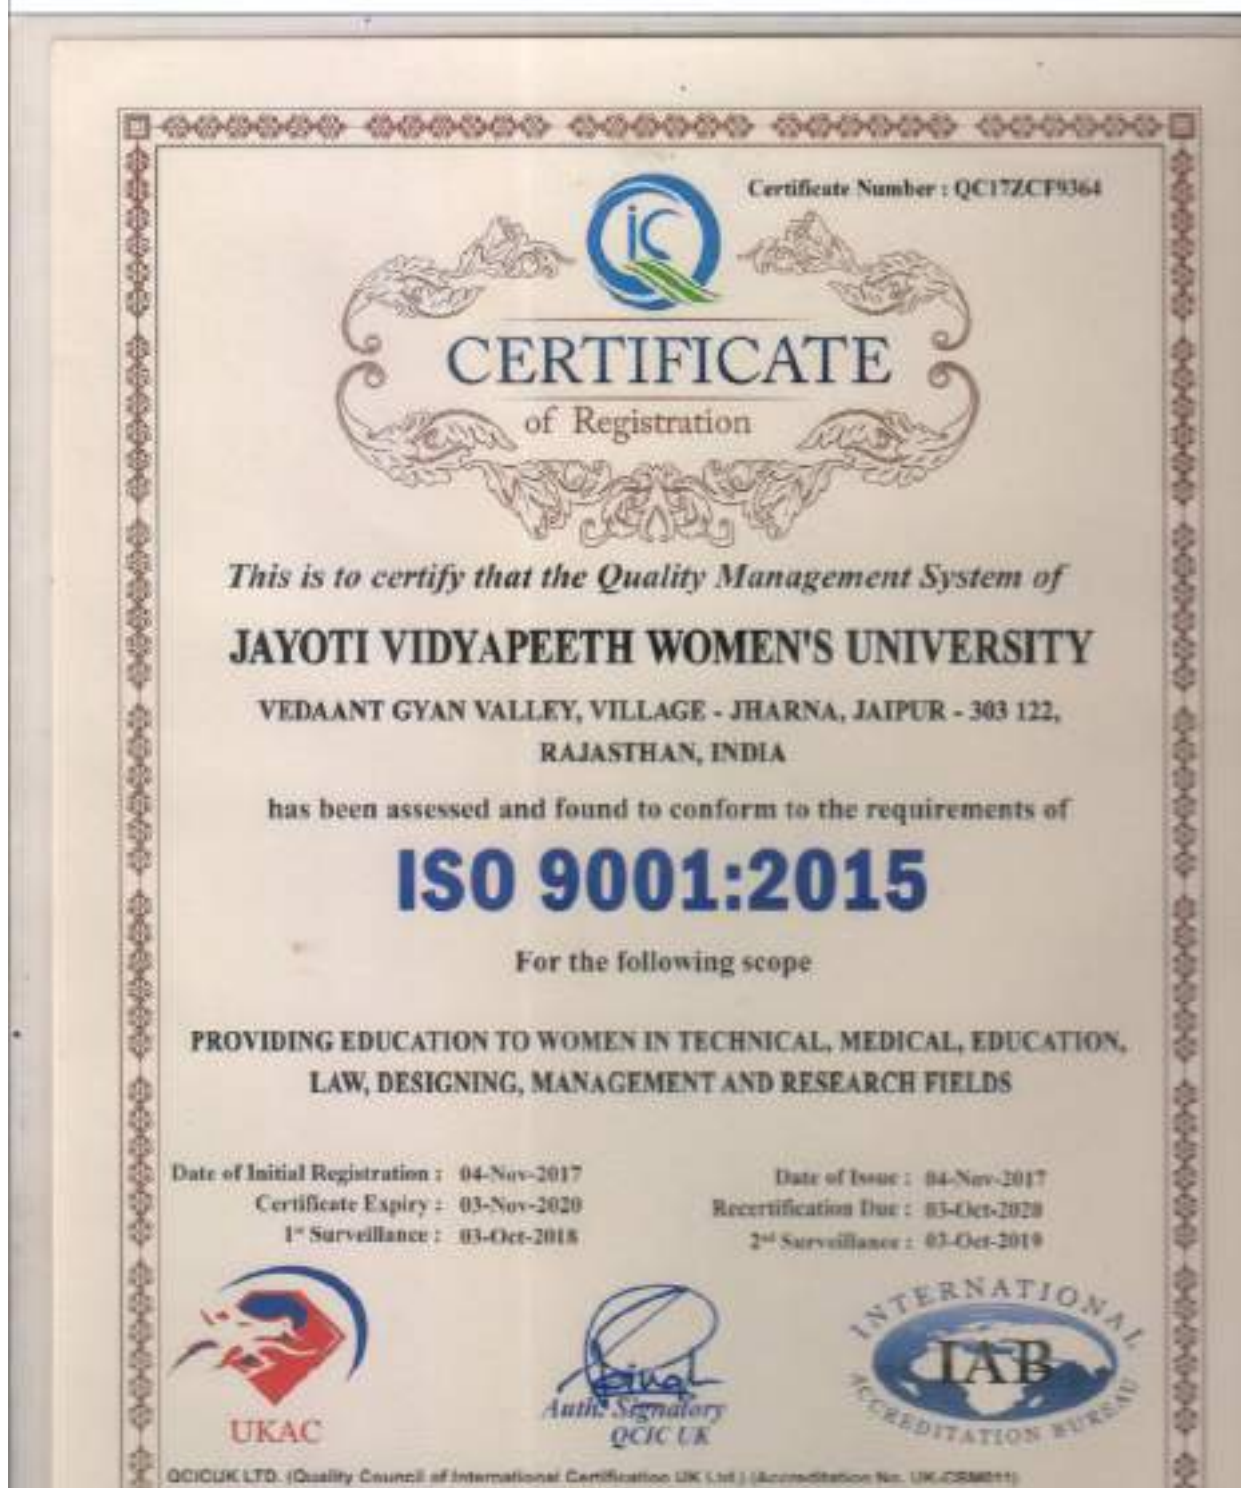 Certificate Number : QC17ZCF9364
iC
CERTIFICATE
of Registration
This is to certify that the Quality Management System of
JAYOTI VIDYAPEETH WOMEN'S UNIVERSITY
VEDAANT GYAN VALLEY, VILLAGE - JHARNA, JAIPUR - 303 122,
RAJASTHAN, INDIA
has been assessed and found to conform to the requirements of
ISO 9001:2015
For the following scope
PROVIDING EDUCATION TO WOMEN IN TECHNICAL, MEDICAL, EDUCATION,
LAW, DESIGNING, MANAGEMENT AND RESEARCH FIELDS
Date of Initial Registration : 04-Nov-2017
Certificate Expiry : 03-Nov-2020
1st Surveillance : 03-Oct-2018
Date of Issue : 04-Nov-2017
Recertification Due : 03-Oct-2020
2nd Surveillance : 03-Oct-2019
UKAC
Auth. Signatory
QCIC UK
INTERNATIONAL
IAB
ACCREDITATION BUREAU
QCICUK LTD. (Quality Council of International Certification UK Ltd.) (Accreditation No. UK-CSM011)